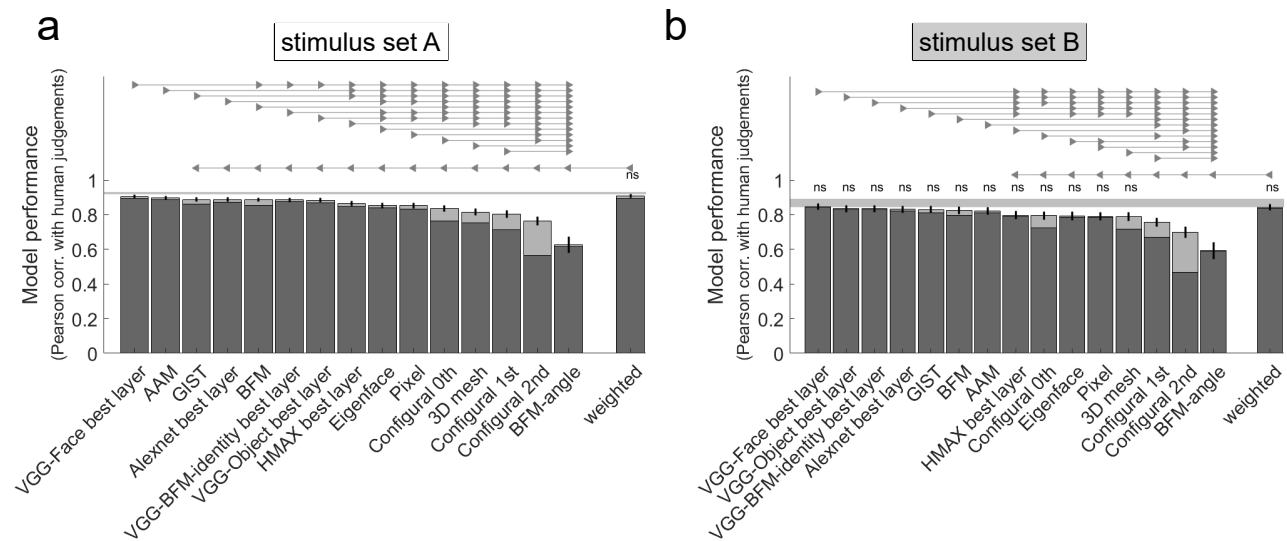 a
stimulus set A
Model performance
(Pearson corr. with human judgements)
1
0.8
0.6
0.4
0.2
0
ns
VGG-Face best layer
AAM
GIST
Alexnet best layer
BFM
VGG-BFM-identity best layer
VGG-Object best layer
HMAX best layer
Eigenface
Pixel
Configural 0th
3D mesh
Configural 1st
Configural 2nd
BFM-angle
weighted
b
stimulus set B
Model performance
(Pearson corr. with human judgements)
1
0.8
0.6
0.4
0.2
0
ns ns ns ns ns ns ns ns ns ns ns ns
VGG-Face best layer
VGG-Object best layer
VGG-BFM-identity best layer
Alexnet best layer
GIST
BFM
AAM
HMAX best layer
Configural 0th
Eigenface
Pixel
3D mesh
Configural 1st
Configural 2nd
BFM-angle
weighted